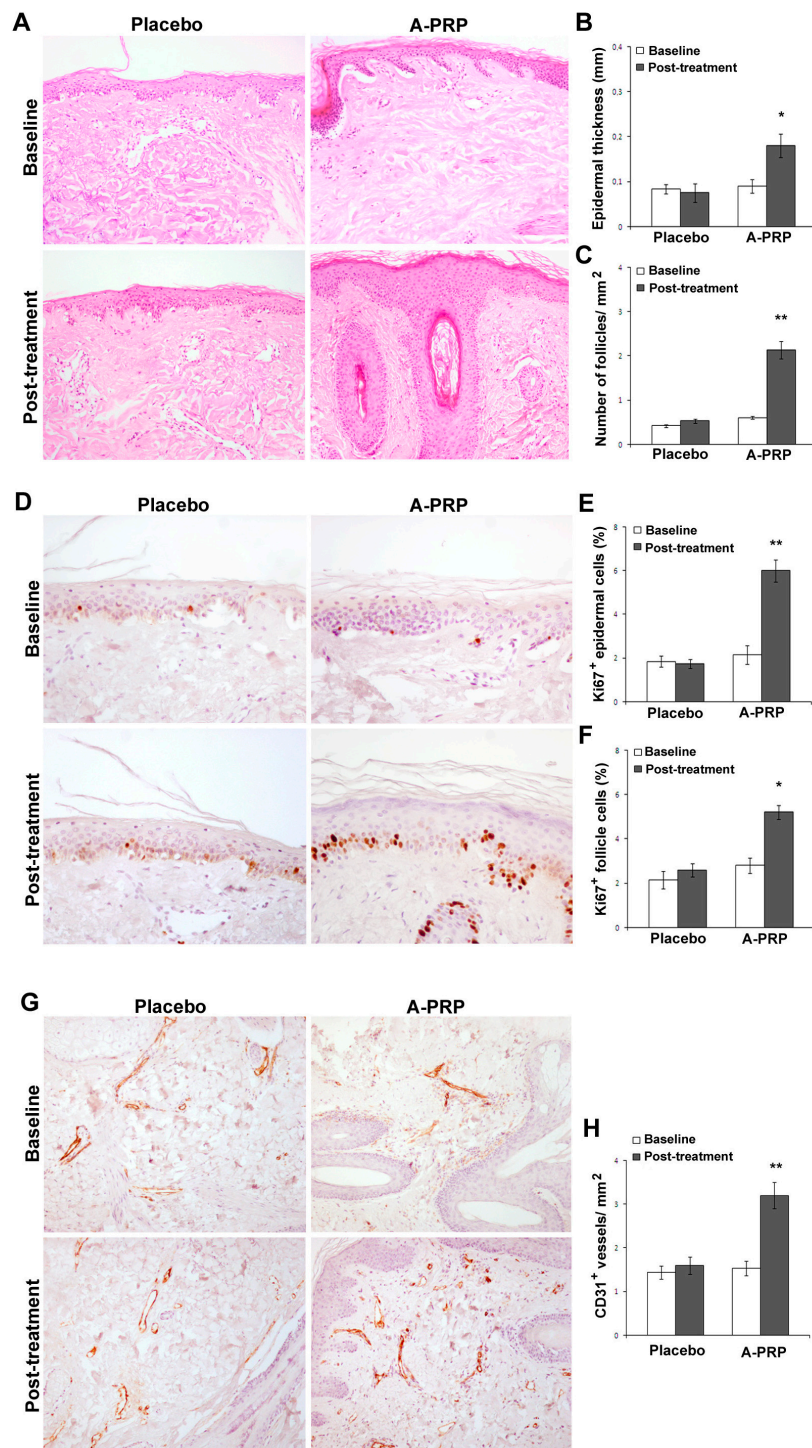 A
Placebo
A-PRP
Baseline
Post-treatment
B
Baseline
Post-treatment
Epidermal thickness (mm)
0,4
0,3
0,2
0,1
0
*
Placebo
A-PRP
C
Baseline
Post-treatment
Number of follicles/ mm²
4
3
2
1
0
**
Placebo
A-PRP
D
Placebo
A-PRP
Baseline
Post-treatment
E
Baseline
Post-treatment
Ki67⁺ epidermal cells (%)
8
6
4
2
0
**
Placebo
A-PRP
F
Baseline
Post-treatment
Ki67⁺ follicle cells (%)
8
6
4
2
0
*
Placebo
A-PRP
G
Placebo
A-PRP
Baseline
Post-treatment
H
Baseline
Post-treatment
CD31⁺ vessels/ mm²
4
3
2
1
0
**
Placebo
A-PRP